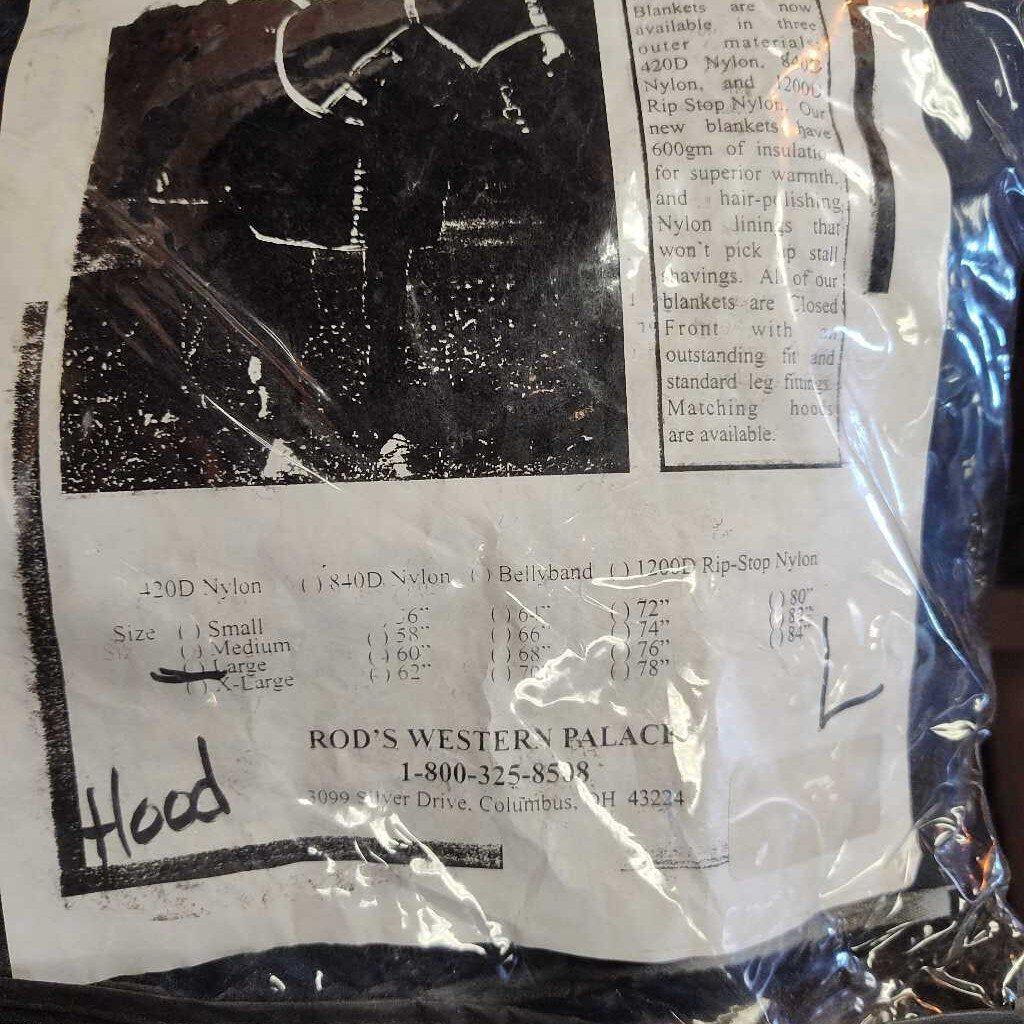 Blankets are now
available in three
outer materials
420D Nylon, 840D
Nylon, and 1200D
Rip Stop Nylon. Our
new blankets have
600gm of insulation
for superior warmth,
and hair-polishing
Nylon linings that
won't pick up stall
shavings. All of our
blankets are Closed
Front with an
outstanding fit and
standard leg fittings.
Matching hoods
are available.
420D Nylon ( ) 840D Nylon ( ) Bellyband ( ) 1200D Rip-Stop Nylon
Size ( ) Small 56" ( ) 64" ( ) 72" ( ) 80"
( ) Medium ( ) 58" ( ) 66" ( ) 74" ( ) 82"
( ) Large ( ) 60" ( ) 68" ( ) 76" ( ) 84"
( ) X-Large ( ) 62" ( ) 70" ( ) 78"
L
ROD'S WESTERN PALACE
1-800-325-8508
3099 Silver Drive, Columbus, OH 43224
Hood